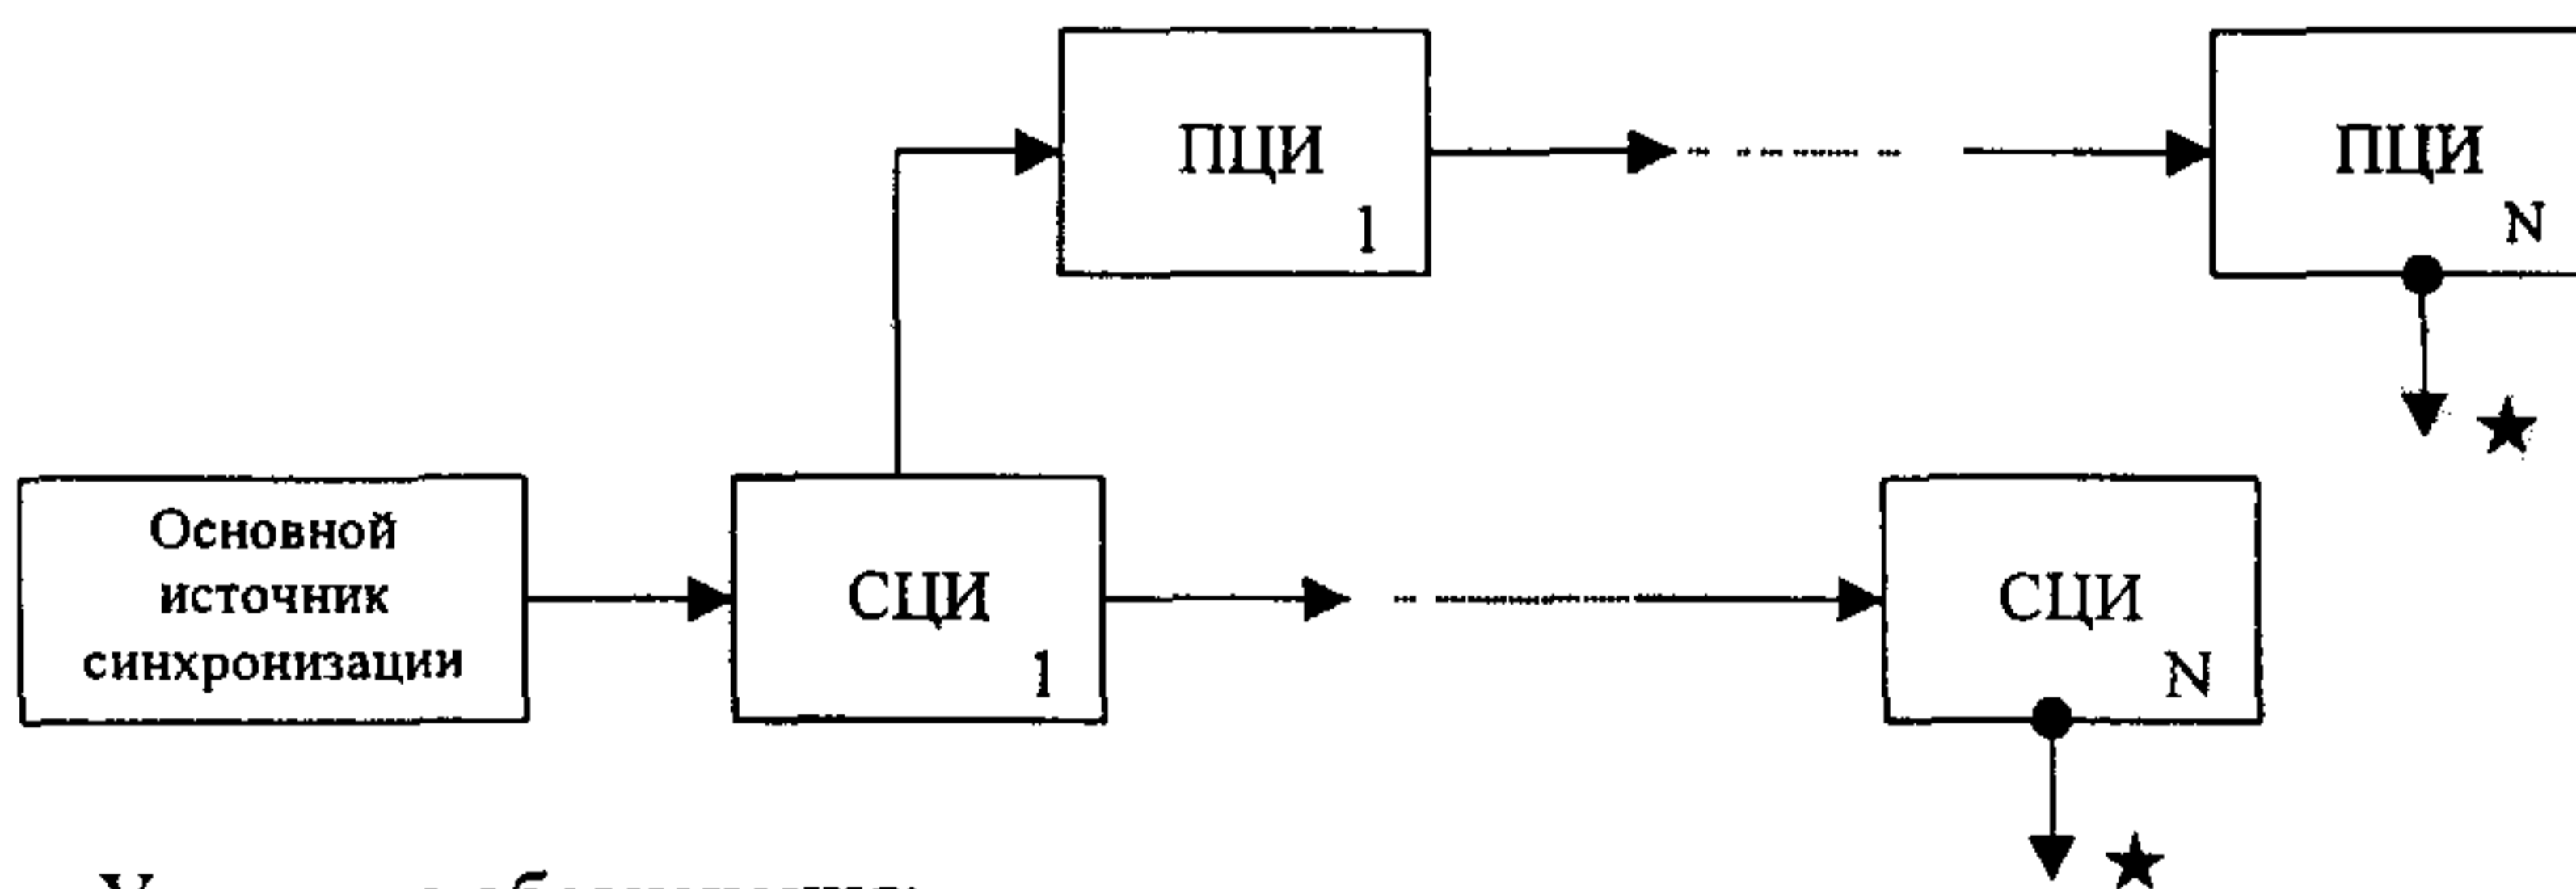 ПЦИ
1
ПЦИ
N
Основной
источник
синхронизации
СЦИ
1
СЦИ
N